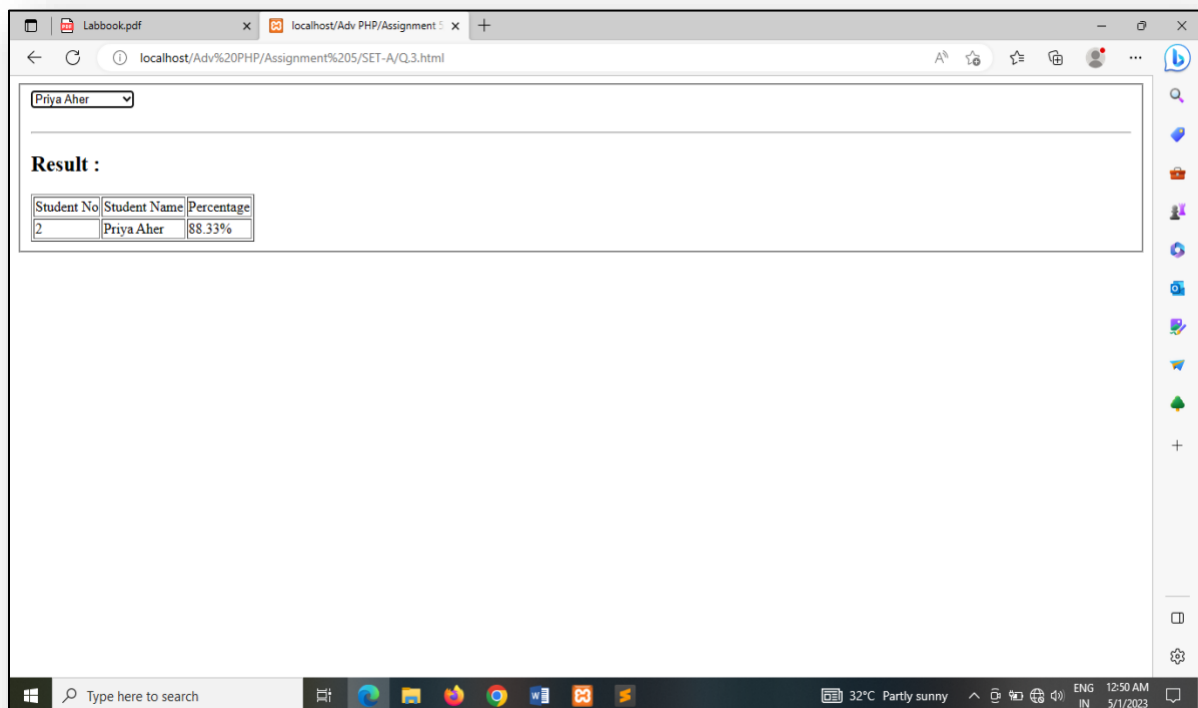 Labbook.pdf
localhost/Adv PHP/Assignment 5
localhost/Adv%20PHP/Assignment%205/SET-A/Q.3.html
Priya Aher
Result :
Student No Student Name Percentage
2 Priya Aher 88.33%
Type here to search
32°C Partly sunny
ENG 12:50 AM
IN 5/1/2023